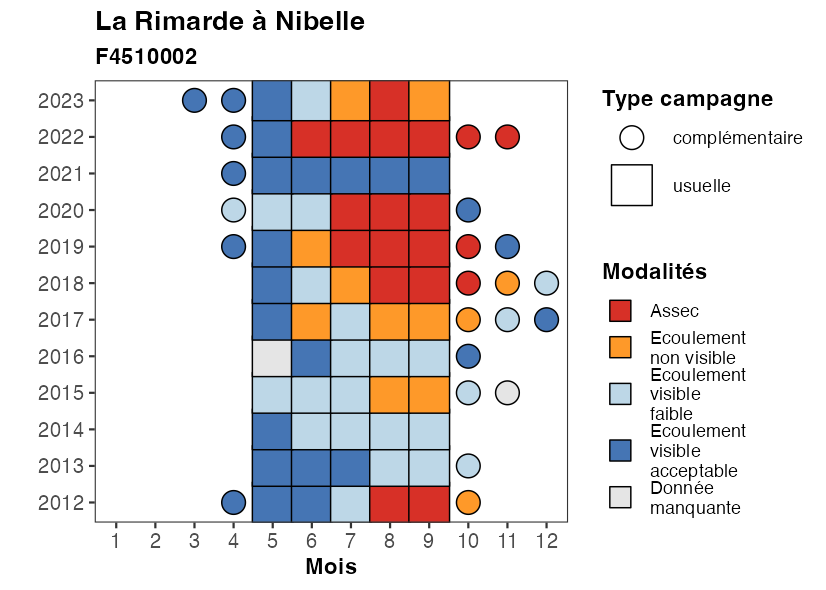 La Rimarde à Nibelle
F4510002
2023
2022
2021
2020
2019
2018
2017
2016
2015
2014
2013
2012
1 2 3 4 5 6 7 8 9 10 11 12
Mois
Type campagne
complémentaire
usuelle
Modalités
Assec
Ecoulement
non visible
Ecoulement
visible
faible
Ecoulement
visible
acceptable
Donnée
manquante